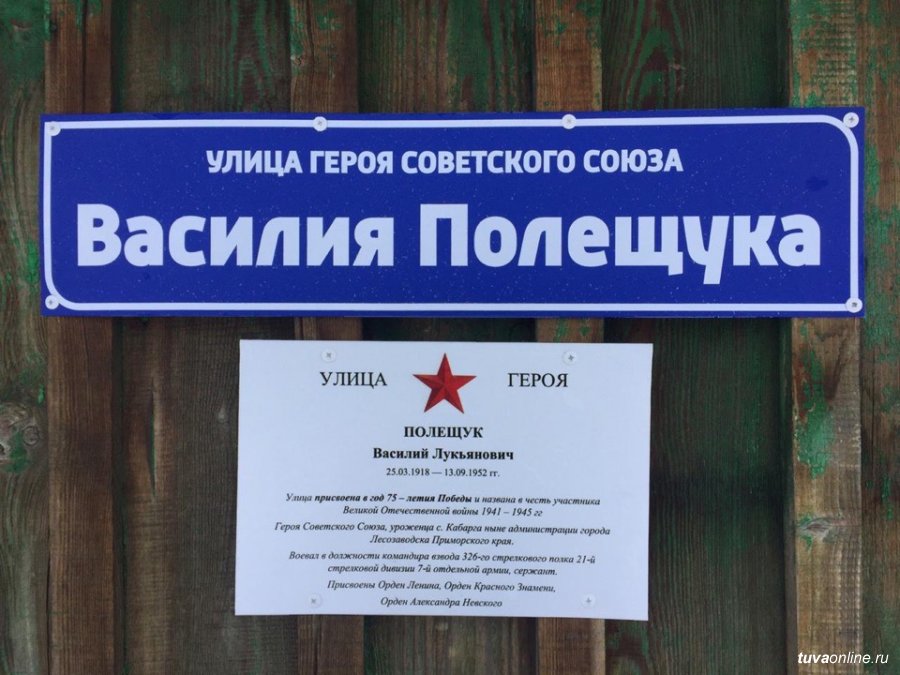 УЛИЦА ГЕРОЯ СОВЕТСКОГО СОЮЗА
Василия Полещука
УЛИЦА ГЕРОЯ
ПОЛЕЩУК
Василий Лукьянович
25.03.1918 — 13.09.1952 гг.
Улица присвоена в год 75 – летия Победы и названа в честь участника
Великой Отечественной войны 1941 – 1945 гг
Героя Советского Союза, уроженца с. Кабарга ныне администрации города
Лесозаводска Приморского края.
Воевал в должности командира взвода 326-го стрелкового полка 21-й
стрелковой дивизии 7-й отдельной армии, сержант.
Присвоены Орден Ленина, Орден Красного Знамени,
Орден Александра Невского
tuvaonline.ru